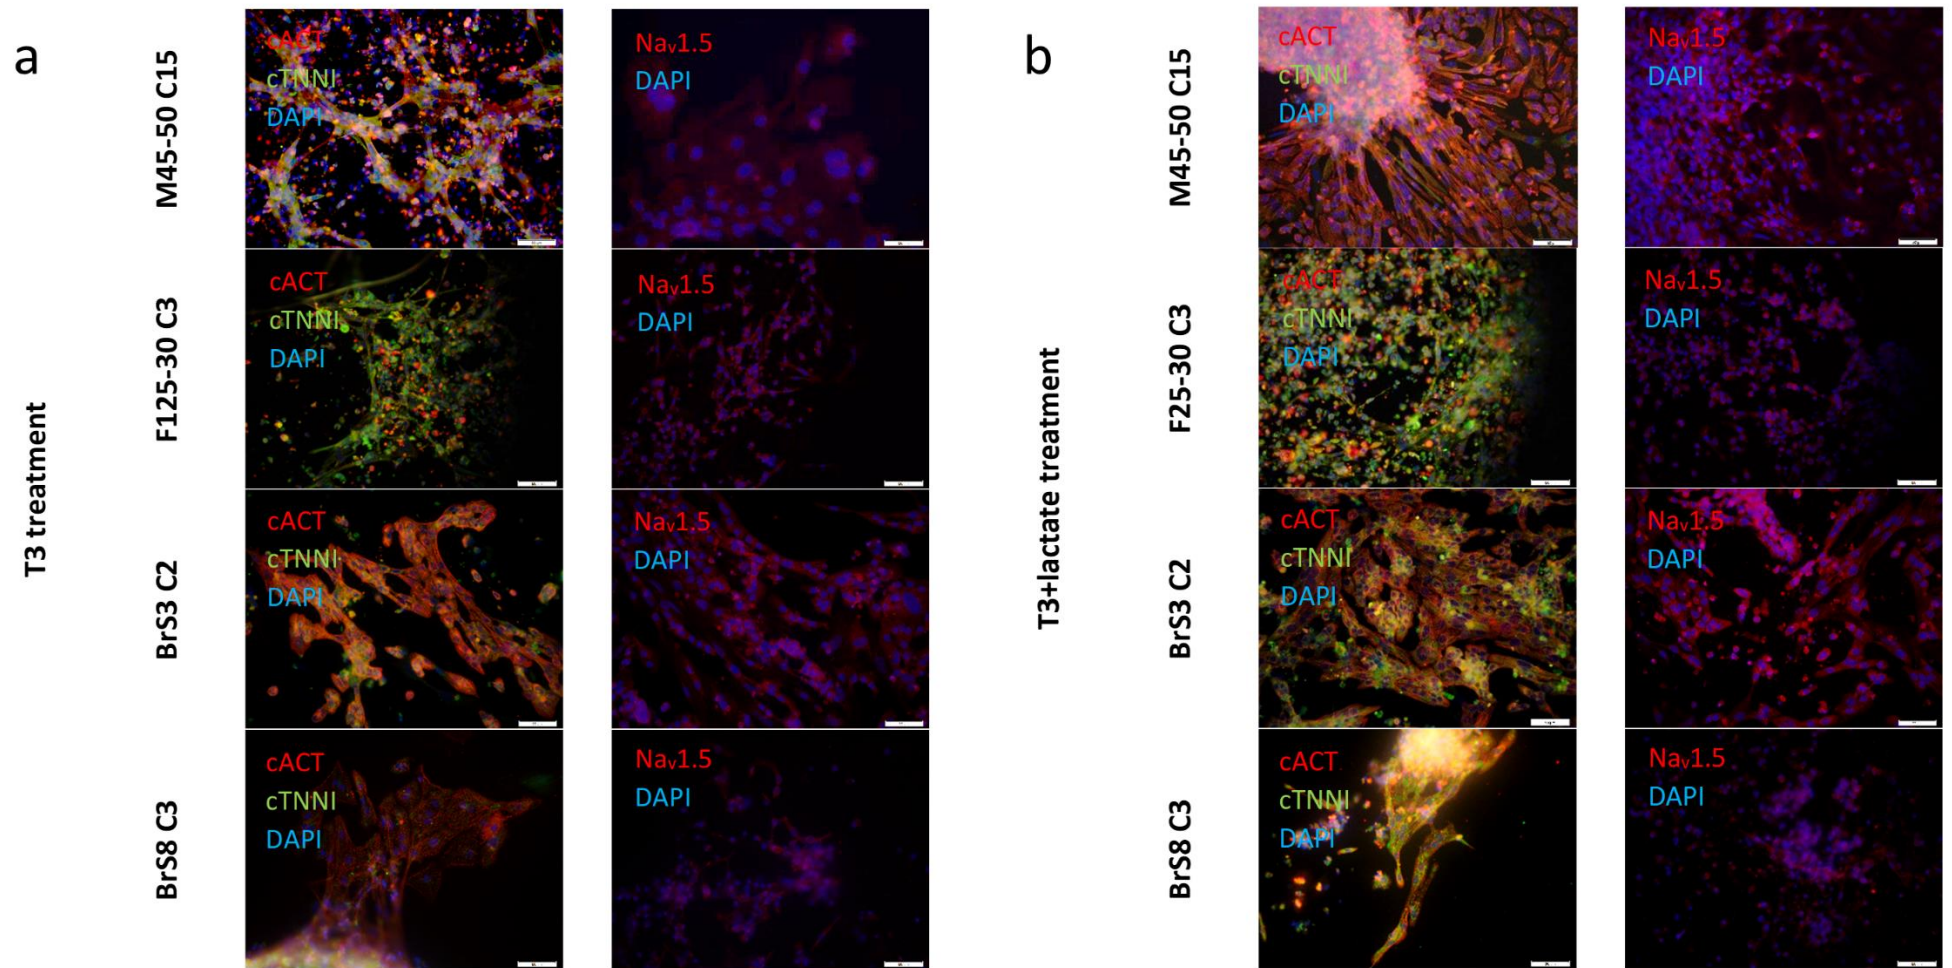 a
T3 treatment
M45-50 C15
cACT
cTNNI
DAPI
Nav1.5
DAPI
F125-30 C3
cACT
cTNNI
DAPI
Nav1.5
DAPI
BrS3 C2
cACT
cTNNI
DAPI
Nav1.5
DAPI
BrS8 C3
cACT
cTNNI
DAPI
Nav1.5
DAPI
b
T3+lactate treatment
M45-50 C15
cACT
cTNNI
DAPI
Nav1.5
DAPI
F25-30 C3
cACT
cTNNI
DAPI
Nav1.5
DAPI
BrS3 C2
cACT
cTNNI
DAPI
Nav1.5
DAPI
BrS8 C3
cACT
cTNNI
DAPI
Nav1.5
DAPI